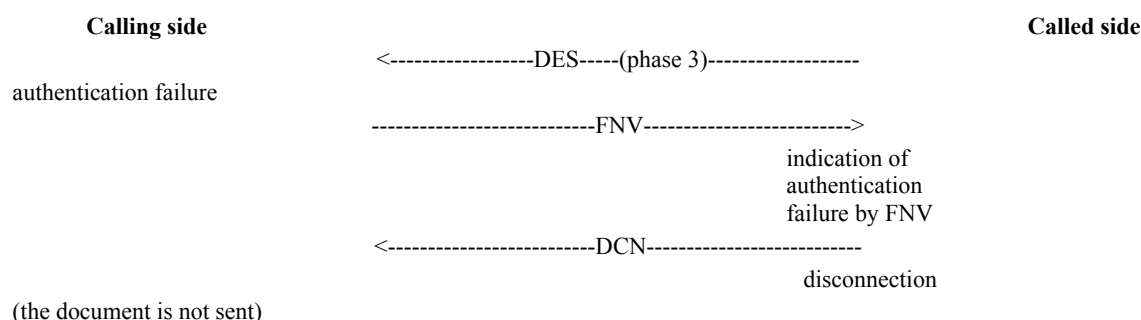 Calling side Called side
<------------------DES-----(phase 3)-------------------
authentication failure
----------------------------FNV-------------------------->
indication of
authentication
failure by FNV
<--------------------------DCN---------------------------
disconnection
(the document is not sent)